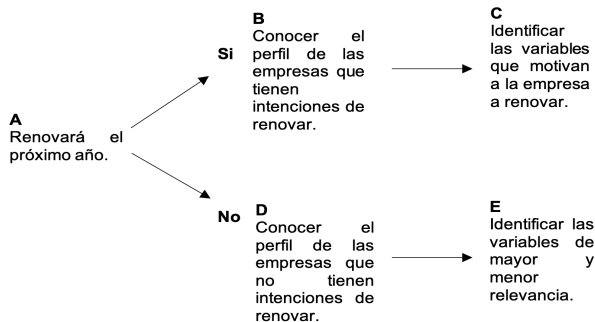 A
Renovará el
próximo año.
Si
B
Conocer el
perfil de las
empresas que
tienen
intenciones de
renovar.
C
Identificar
las variables
que motivan
a la empresa
a renovar.
No
D
Conocer el
perfil de las
empresas que
no tienen
intenciones de
renovar.
E
Identificar las
variables de
mayor y
menor
relevancia.